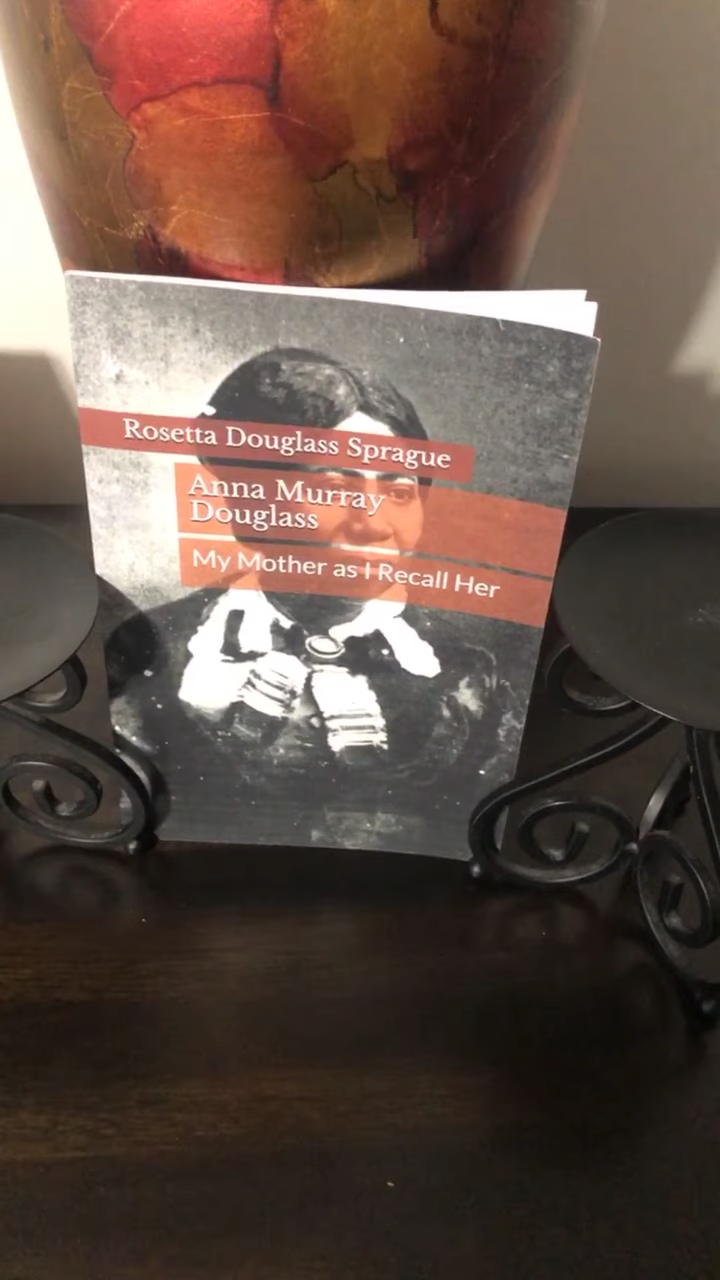 Rosetta Douglass Sprague
Anna Murray
Douglass
My Mother as I Recall Her